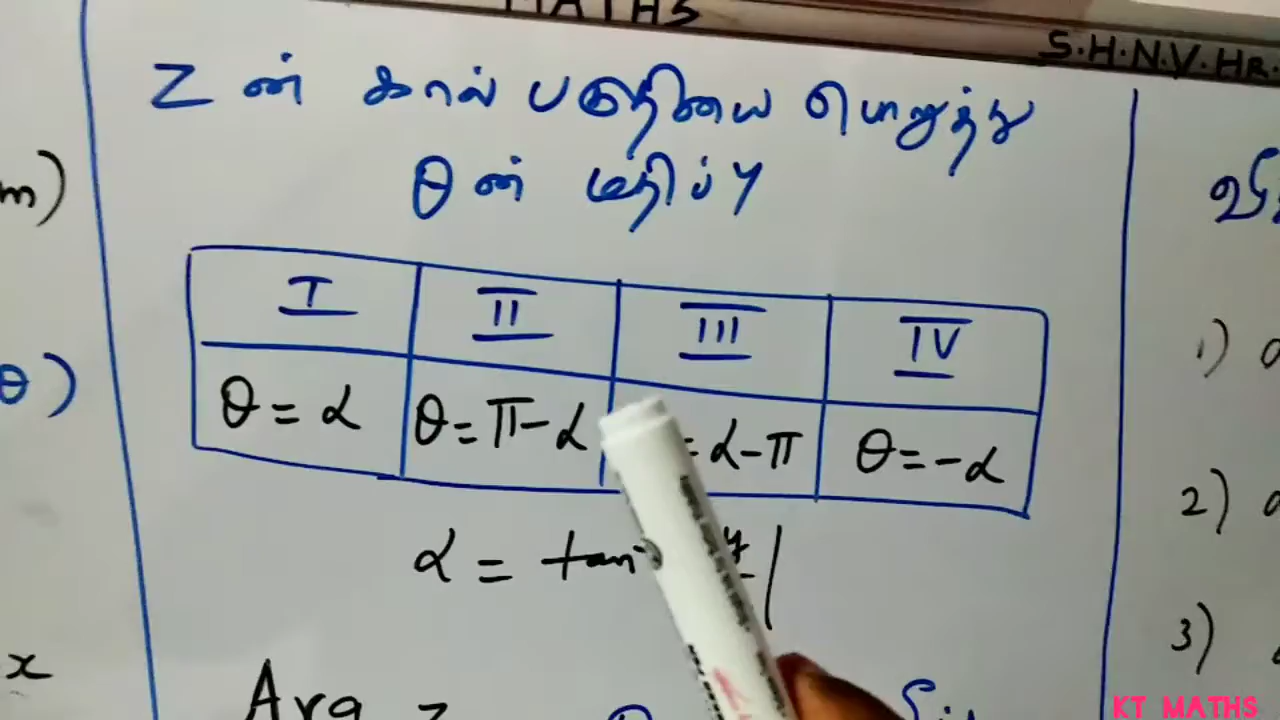 MATHS
S.H.N.V.HR.
Z ன் கால் பகுதியை பொறுத்து
θ ன் மதிப்பு
m)
I II III IV
θ = α θ = π - α = α - π θ = -α
θ)
α = tan⁻ y |
1)
2)
3)
x
Arg z
KT MATHS